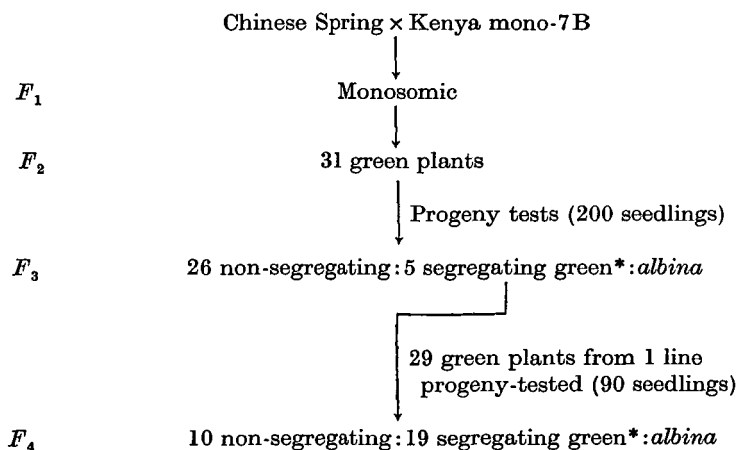 Chinese Spring × Kenya mono-7B
F₁ Monosomic
F₂ 31 green plants
Progeny tests (200 seedlings)
F₃ 26 non-segregating : 5 segregating green* : albina
29 green plants from 1 line
progeny-tested (90 seedlings)
F₄ 10 non-segregating : 19 segregating green* : albina